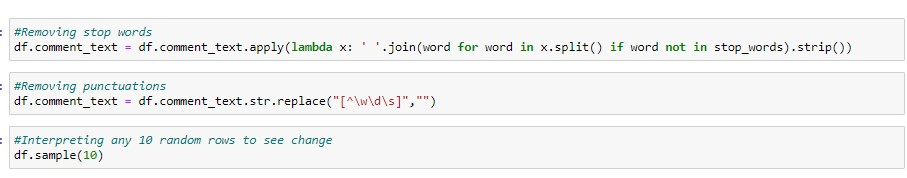 #Removing stop words
df.comment_text = df.comment_text.apply(lambda x: ' '.join(word for word in x.split() if word not in stop_words).strip())
#Removing punctuations
df.comment_text = df.comment_text.str.replace("[^\w\d\s]","")
#Interpreting any 10 random rows to see change
df.sample(10)